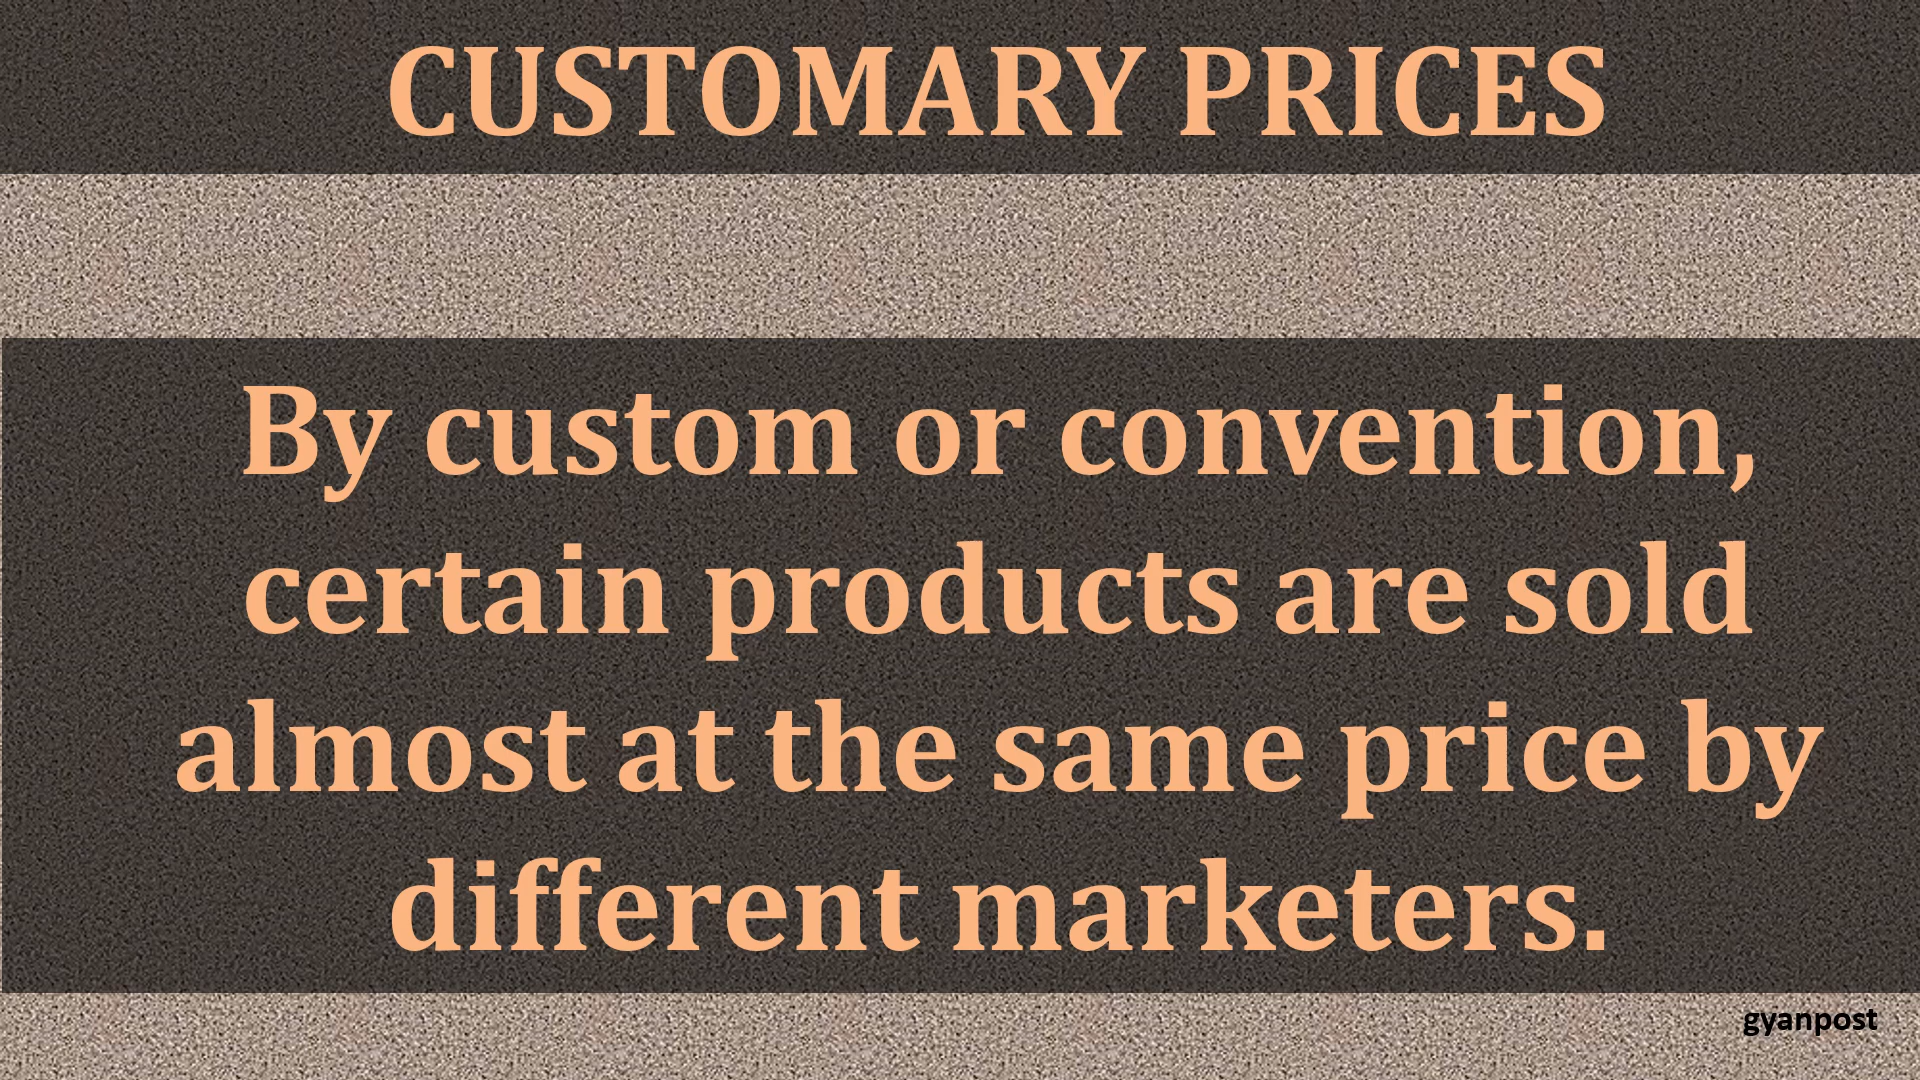 CUSTOMARY PRICES
By custom or convention,
certain products are sold
almost at the same price by
different marketers.
gyanpost